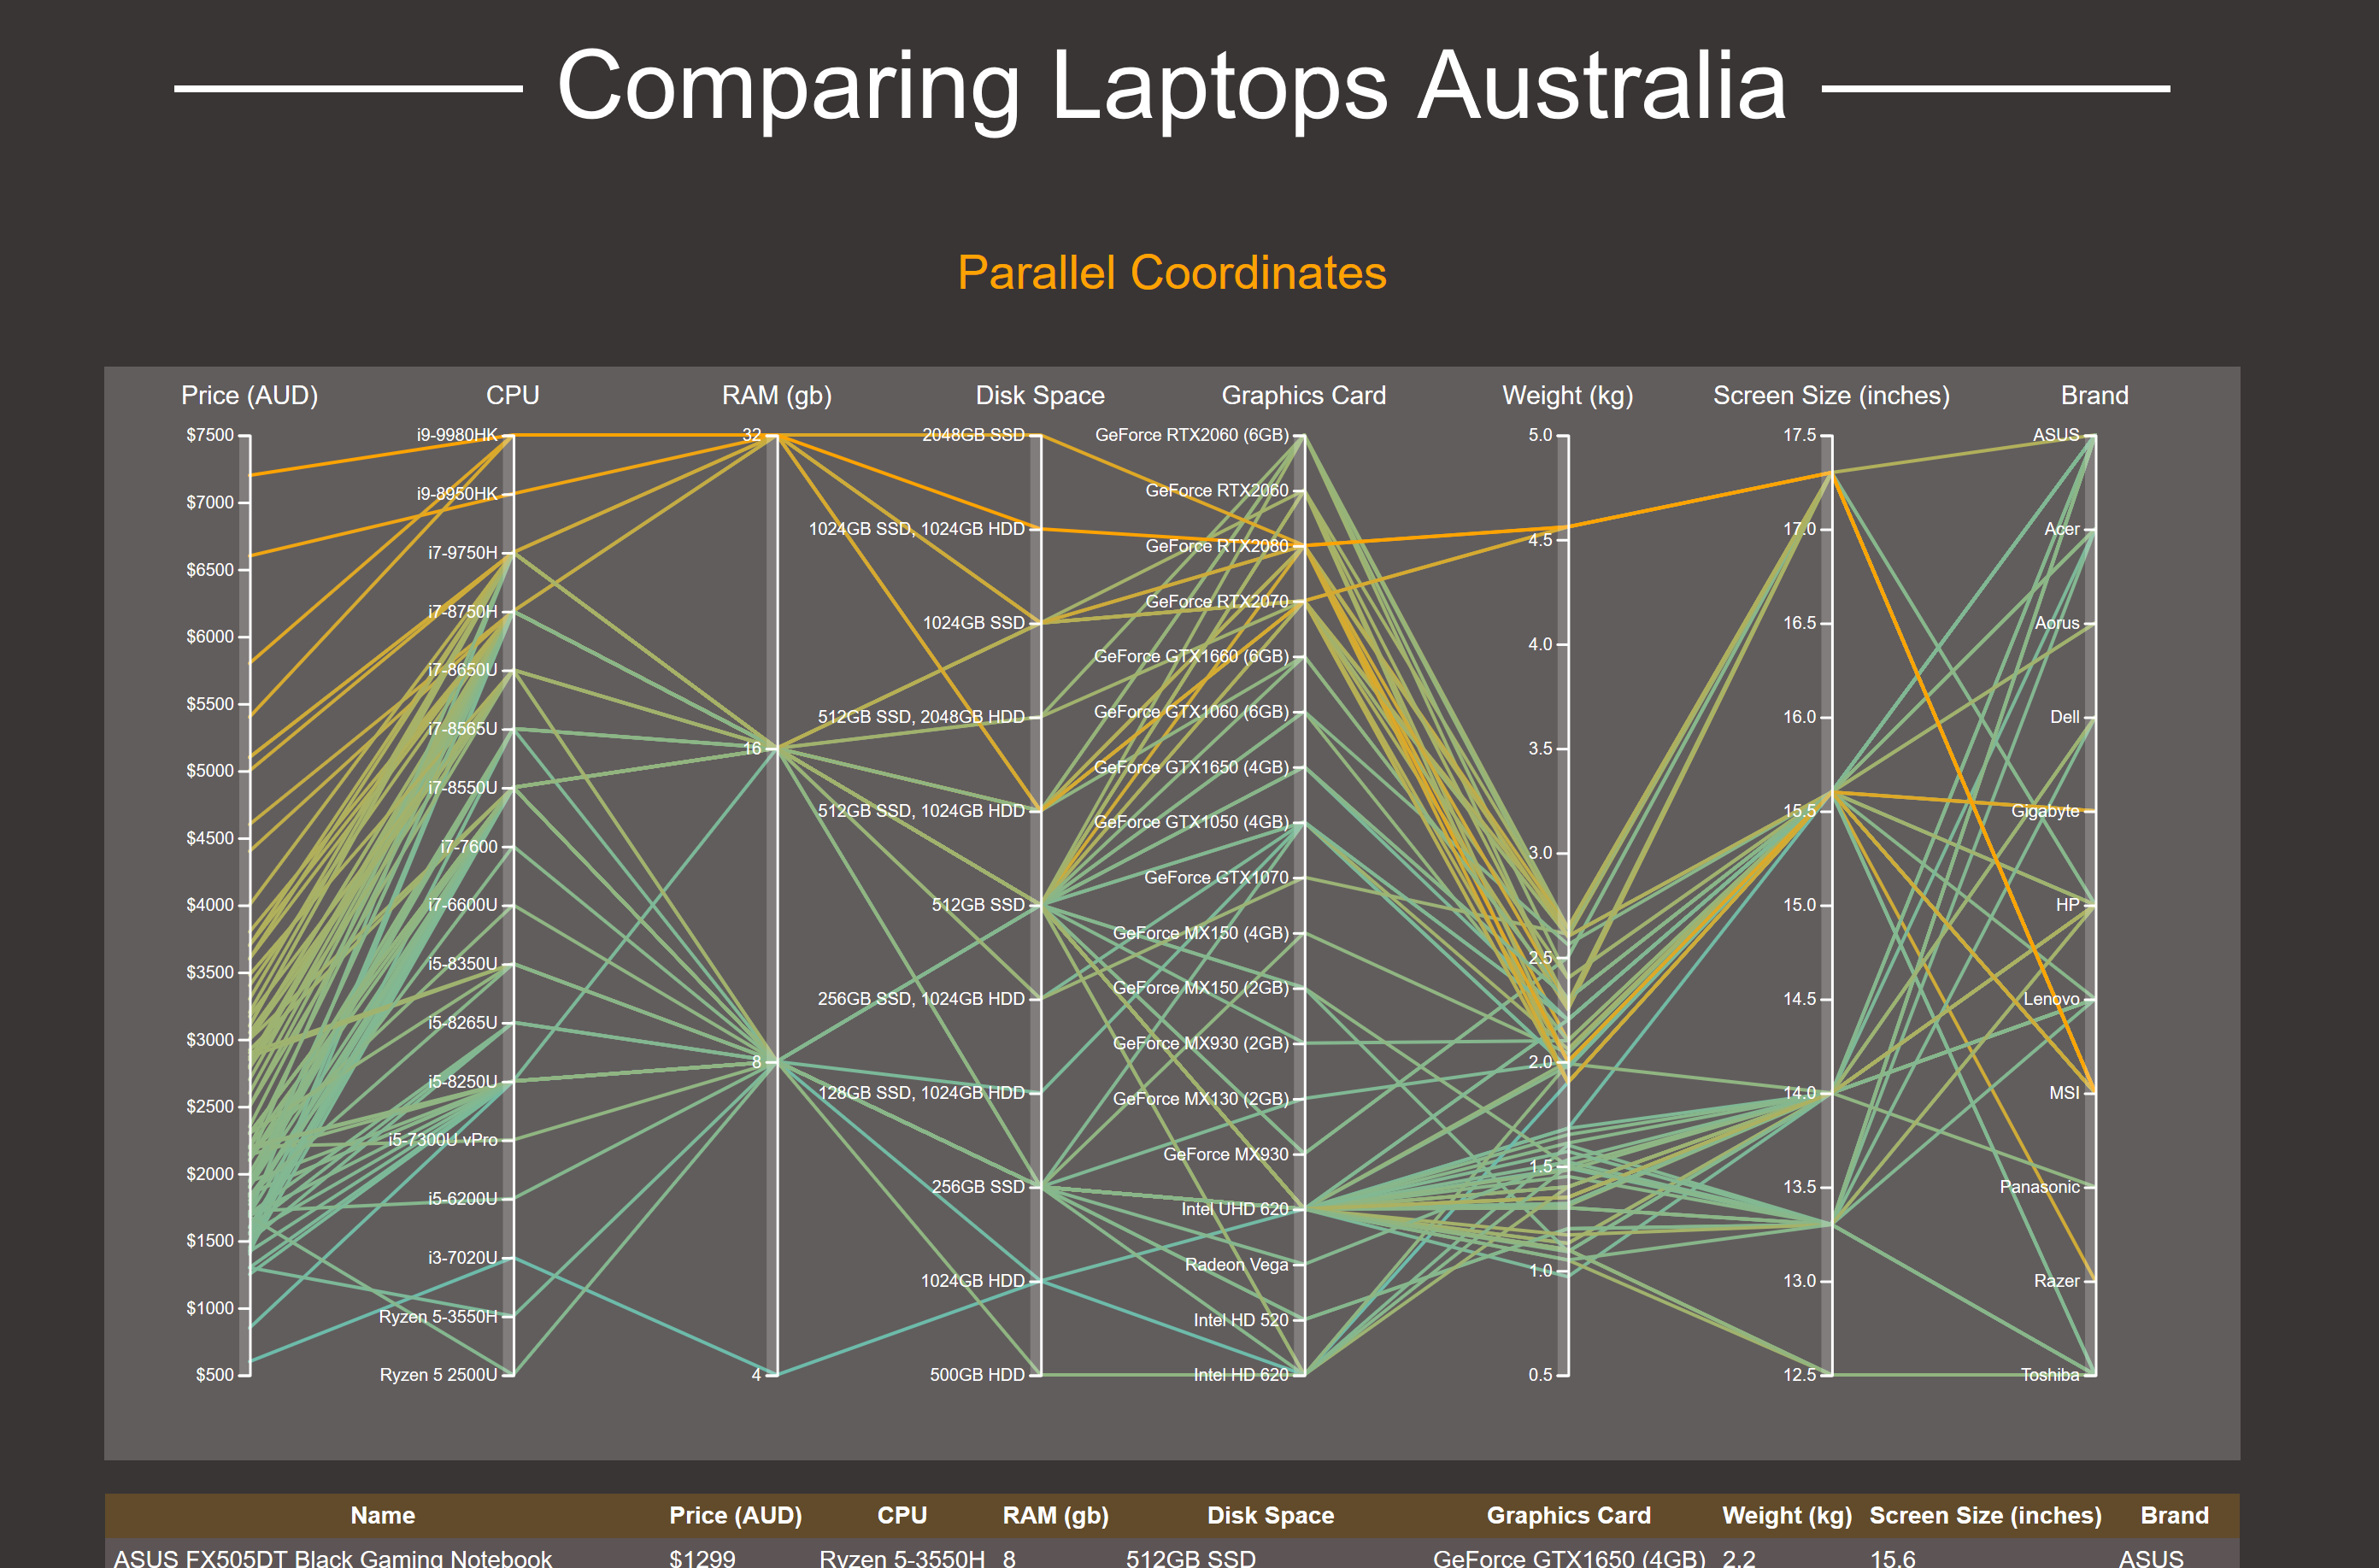 Comparing Laptops Australia
Parallel Coordinates
Price (AUD) CPU RAM (gb) Disk Space Graphics Card Weight (kg) Screen Size (inches) Brand
$7500
$7000
$6500
$6000
$5500
$5000
$4500
$4000
$3500
$3000
$2500
$2000
$1500
$1000
$500
i9-9980HK
i9-8950HK
i7-9750H
i7-8750H
i7-8650U
i7-8565U
i7-8550U
i7-7600
i7-6600U
i5-8350U
i5-8265U
i5-8250U
i5-7300U vPro
i5-6200U
i3-7020U
Ryzen 5-3550H
Ryzen 5 2500U
32
16
8
4
2048GB SSD
1024GB SSD, 1024GB HDD
1024GB SSD
512GB SSD, 2048GB HDD
512GB SSD, 1024GB HDD
512GB SSD
256GB SSD, 1024GB HDD
128GB SSD, 1024GB HDD
256GB SSD
1024GB HDD
500GB HDD
GeForce RTX2060 (6GB)
GeForce RTX2060
GeForce RTX2080
GeForce RTX2070
GeForce GTX1660 (6GB)
GeForce GTX1060 (6GB)
GeForce GTX1650 (4GB)
GeForce GTX1050 (4GB)
GeForce GTX1070
GeForce MX150 (4GB)
GeForce MX150 (2GB)
GeForce MX930 (2GB)
GeForce MX130 (2GB)
GeForce MX930
Intel UHD 620
Radeon Vega
Intel HD 520
Intel HD 620
5.0
4.5
4.0
3.5
3.0
2.5
2.0
1.5
1.0
0.5
17.5
17.0
16.5
16.0
15.5
15.0
14.5
14.0
13.5
13.0
12.5
ASUS
Acer
Aorus
Dell
Gigabyte
HP
Lenovo
MSI
Panasonic
Razer
Toshiba
Name Price (AUD) CPU RAM (gb) Disk Space Graphics Card Weight (kg) Screen Size (inches) Brand
ASUS FX505DT Black Gaming Notebook $1299 Ryzen 5-3550H 8 512GB SSD GeForce GTX1650 (4GB) 2.2 15.6 ASUS